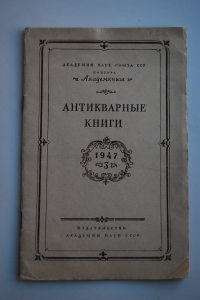 АКАДЕМИЯ НАУК СОЮЗА ССР
КОНТОРА
«Академкнига»
АНТИКВАРНЫЕ
КНИГИ
1947
5
ИЗДАТЕЛЬСТВО
АКАДЕМИИ НАУК СССР